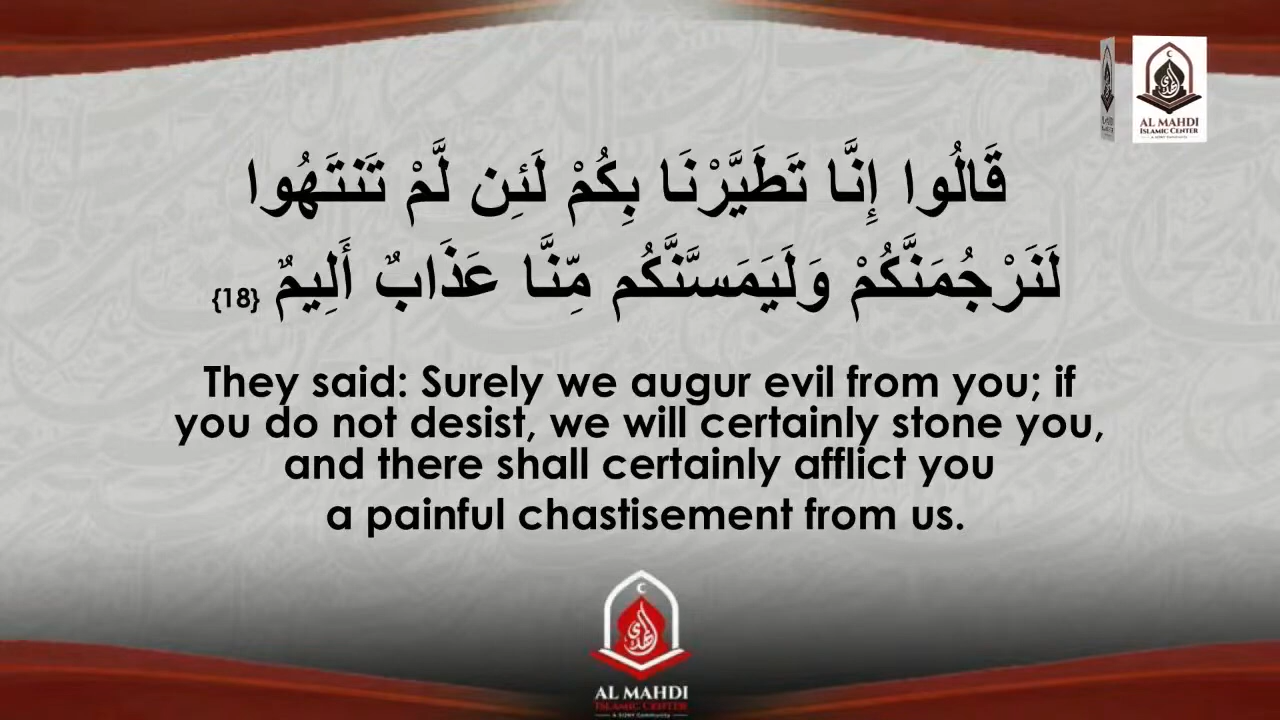 AL MAHDI
ISLAMIC CENTER
قَالُوا إِنَّا تَطَيَّرْنَا بِكُمْ لَئِن لَّمْ تَنتَهُوا
لَنَرْجُمَنَّكُمْ وَلَيَمَسَّنَّكُم مِّنَّا عَذَابٌ أَلِيمٌ {18}
They said: Surely we augur evil from you; if
you do not desist, we will certainly stone you,
and there shall certainly afflict you
a painful chastisement from us.
المهدي
AL MAHDI
ISLAMIC CENTER